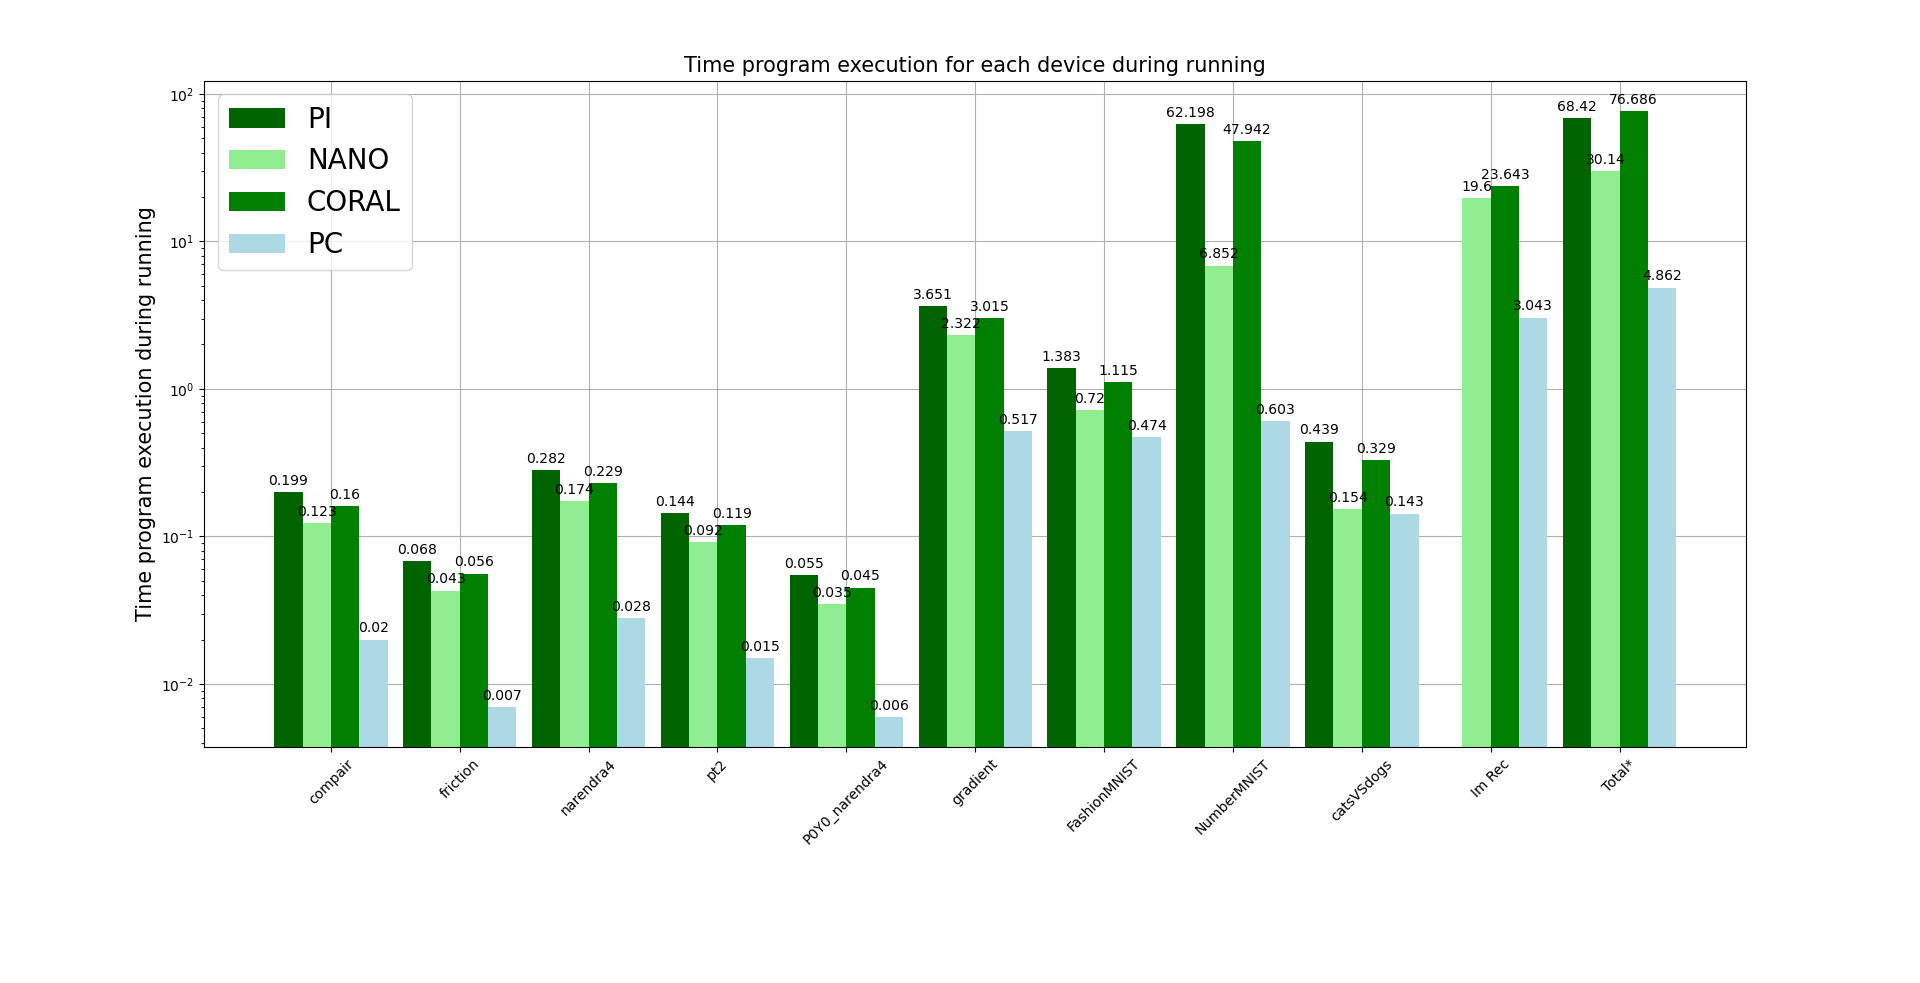 Time program execution for each device during running
Time program execution during running
10²
10¹
10⁰
10⁻¹
10⁻²
PI
NANO
CORAL
PC
0.199
0.123
0.16
0.02
0.068
0.043
0.056
0.007
0.282
0.174
0.229
0.028
0.144
0.092
0.119
0.015
0.055
0.035
0.045
0.006
3.651
2.322
3.015
0.517
1.383
0.72
1.115
0.474
62.198
6.852
47.942
0.603
0.439
0.154
0.329
0.143
19.6
23.643
3.043
68.42
30.14
76.686
4.862
compair
friction
narendra4
pt2
P0Y0_narendra4
gradient
FashionMNIST
NumberMNIST
catsVSdogs
Im Rec
Total*